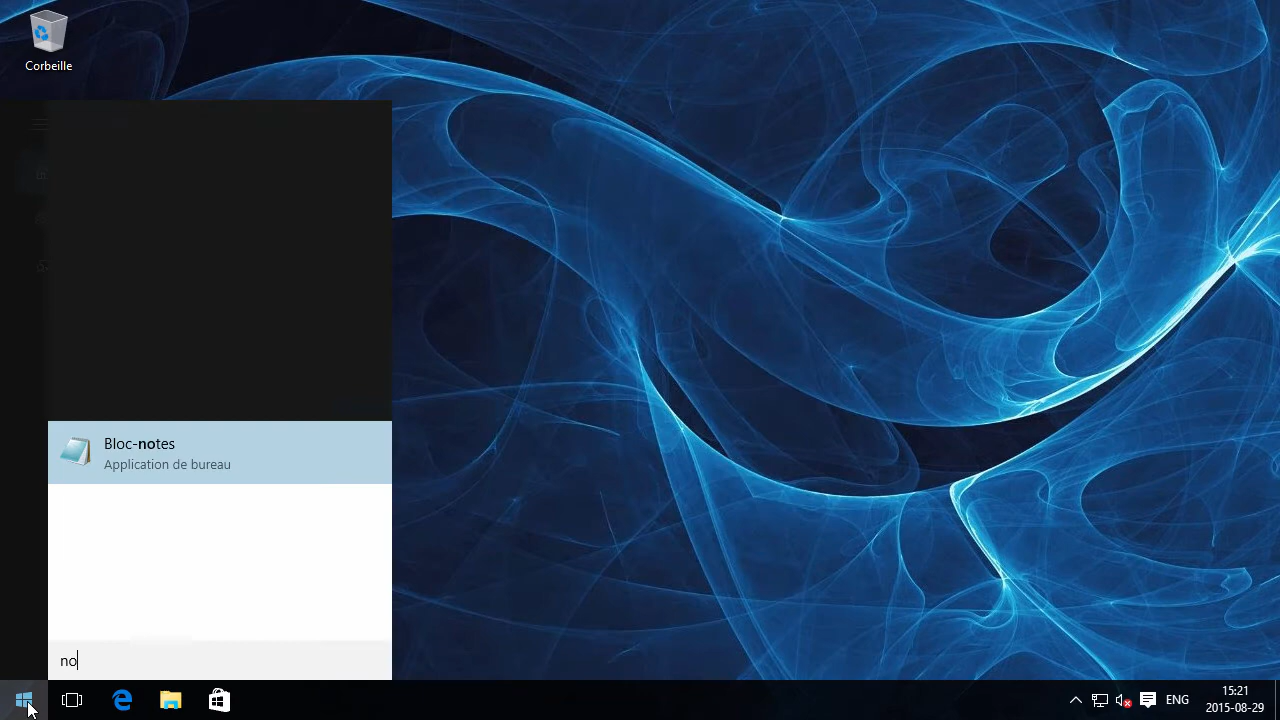 Corbeille
Bloc-notes
Application de bureau
no
ENG
15:21
2015-08-29